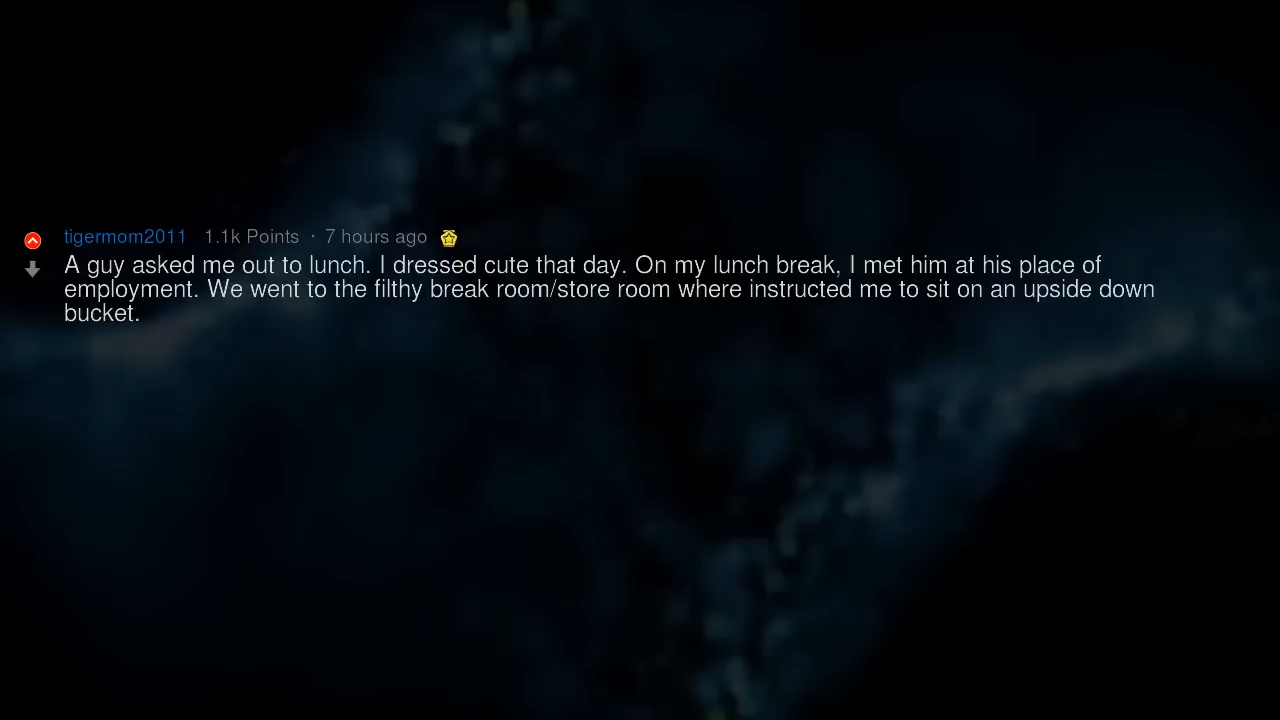 tigermom2011 1.1k Points · 7 hours ago
A guy asked me out to lunch. I dressed cute that day. On my lunch break, I met him at his place of
employment. We went to the filthy break room/store room where instructed me to sit on an upside down
bucket.